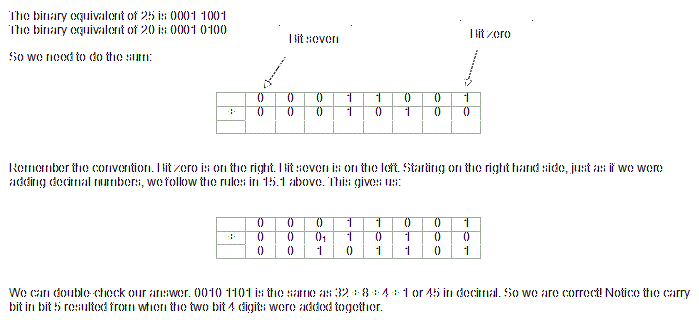 The binary equivalent of 25 is 0001 1001
The binary equivalent of 20 is 0001 0100
Bit seven
Bit zero
So we need to do the sum:
0 0 0 1 1 0 0 1
+ 0 0 0 1 0 1 0 0
Remember the convention. Bit zero is on the right. Bit seven is on the left. Starting on the right hand side, just as if we were
adding decimal numbers, we follow the rules in 15.1 above. This gives us:
0 0 0 1 1 0 0 1
+ 0 0 01 1 0 1 0 0
0 0 1 0 1 1 0 1
We can double-check our answer. 0010 1101 is the same as 32 + 8 + 4 + 1 or 45 in decimal. So we are correct! Notice the carry
bit in bit 5 resulted from when the two bit 4 digits were added together.